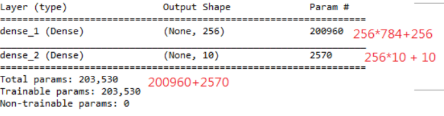 Layer (type) Output Shape Param #
=================================================================
dense_1 (Dense) (None, 256) 200960 256*784+256
_________________________________________________________________
dense_2 (Dense) (None, 10) 2570 256*10 + 10
=================================================================
Total params: 203,530 200960+2570
Trainable params: 203,530
Non-trainable params: 0